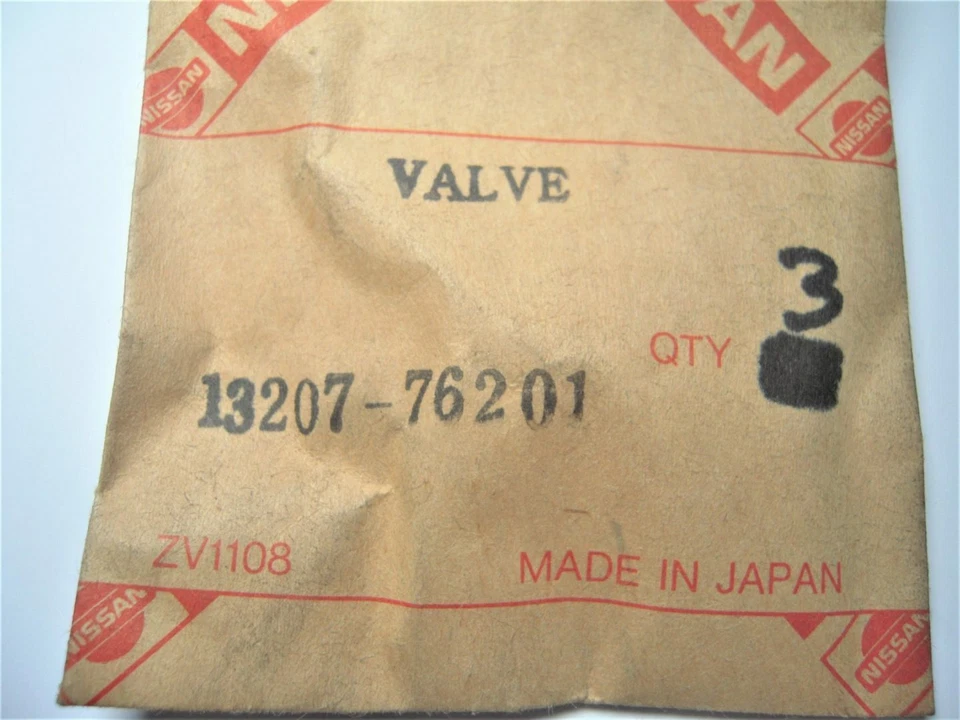 NISSAN
NISSAN
VALVE
3
QTY
13207-76201
ZV1108
MADE IN JAPAN
NISSAN
NISSAN